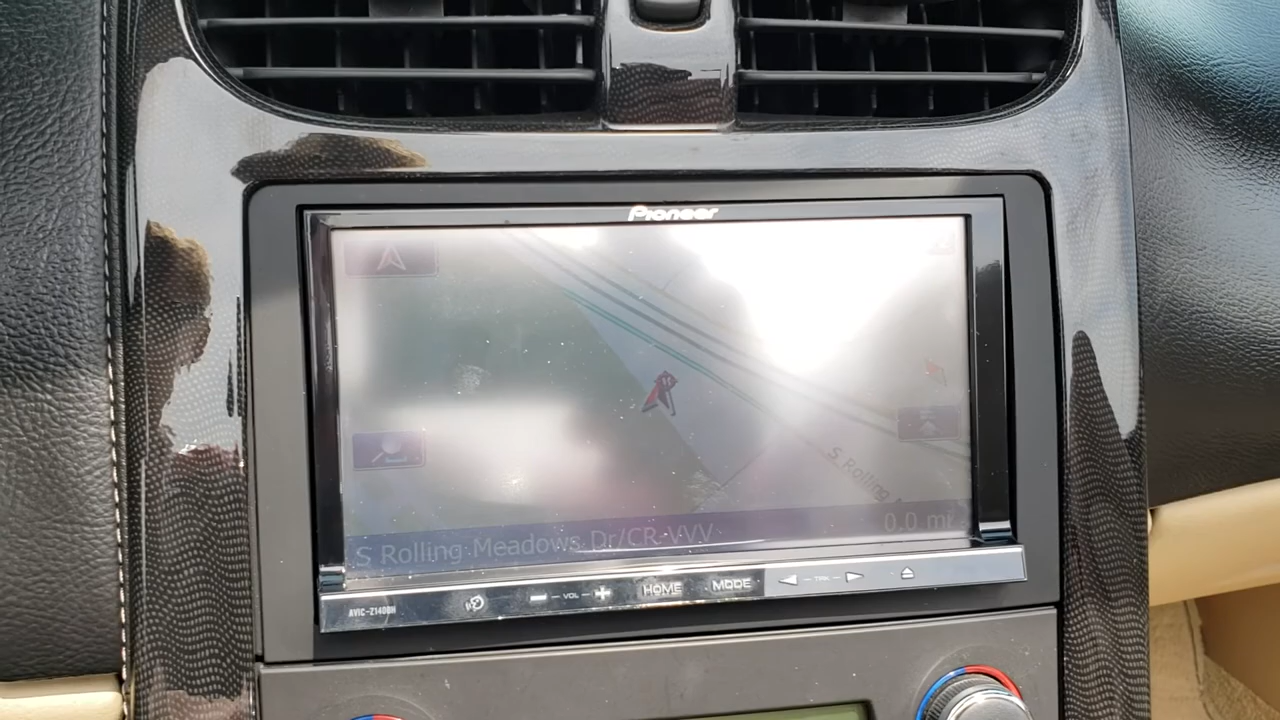 Pioneer
S Rolling
S Rolling Meadows Dr/CR-VVV
0.0 mi
AVIC-Z140BH
VOL
HOME
MODE
TRK